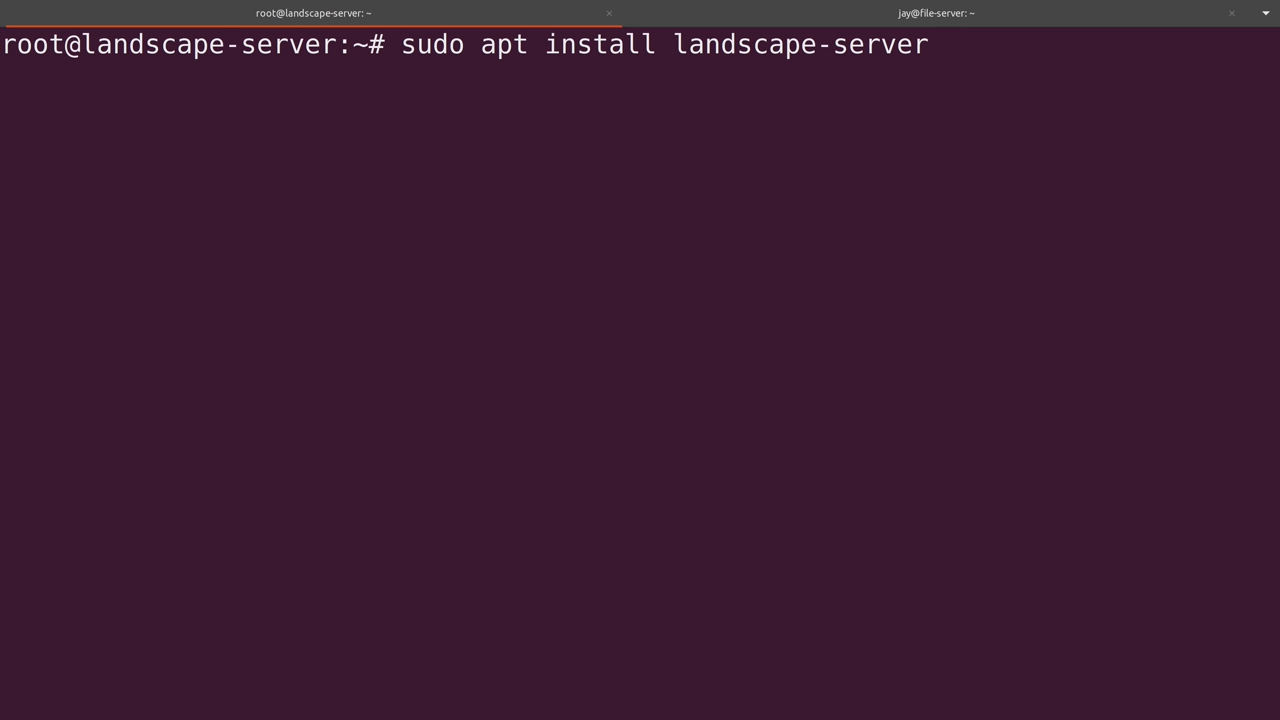 root@landscape-server: ~
jay@file-server: ~
root@landscape-server:~# sudo apt install landscape-server